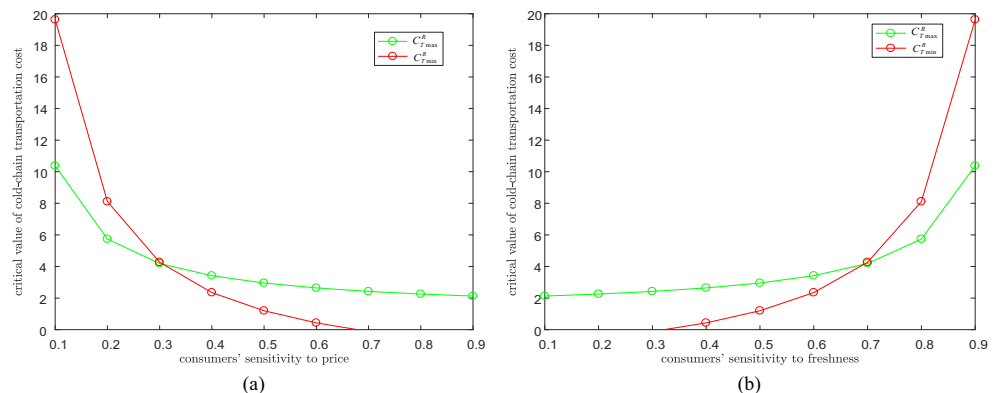 20
18
16
14
12
10
8
6
4
2
0
critical value of cold-chain transportation cost
C^R_{T max}
C^R_{T min}
0.1 0.2 0.3 0.4 0.5 0.6 0.7 0.8 0.9
consumers' sensitivity to price
(a)
20
18
16
14
12
10
8
6
4
2
0
critical value of cold-chain transportation cost
C^R_{T max}
C^R_{T min}
0.1 0.2 0.3 0.4 0.5 0.6 0.7 0.8 0.9
consumers' sensitivity to freshness
(b)